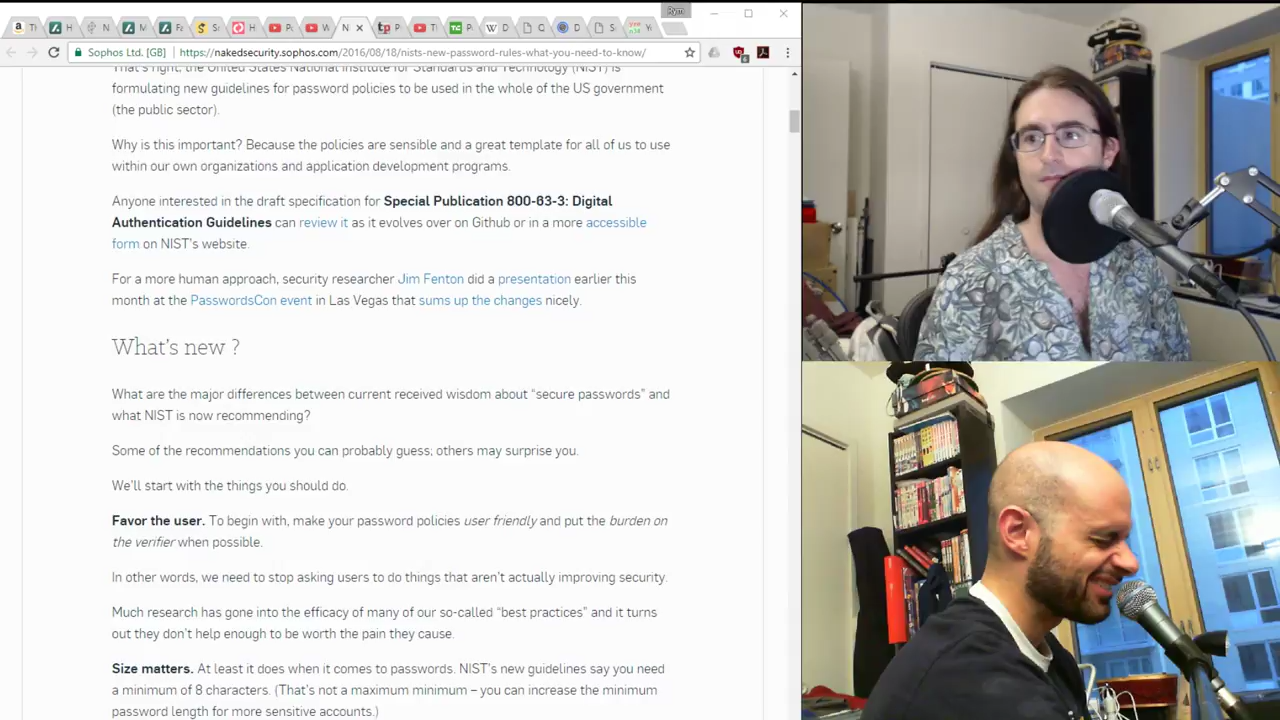 Rym
Sophos Ltd. [GB]
https://nakedsecurity.sophos.com/2016/08/18/nists-new-password-rules-what-you-need-to-know/
That's right, the United States National Institute for Standards and Technology (NIST) is
formulating new guidelines for password policies to be used in the whole of the US government
(the public sector).
Why is this important? Because the policies are sensible and a great template for all of us to use
within our own organizations and application development programs.
Anyone interested in the draft specification for Special Publication 800-63-3: Digital
Authentication Guidelines can review it as it evolves over on Github or in a more accessible
form on NIST's website.
For a more human approach, security researcher Jim Fenton did a presentation earlier this
month at the PasswordsCon event in Las Vegas that sums up the changes nicely.
What's new ?
What are the major differences between current received wisdom about “secure passwords” and
what NIST is now recommending?
Some of the recommendations you can probably guess; others may surprise you.
We'll start with the things you should do.
Favor the user. To begin with, make your password policies user friendly and put the burden on
the verifier when possible.
In other words, we need to stop asking users to do things that aren't actually improving security.
Much research has gone into the efficacy of many of our so-called “best practices” and it turns
out they don't help enough to be worth the pain they cause.
Size matters. At least it does when it comes to passwords. NIST's new guidelines say you need
a minimum of 8 characters. (That's not a maximum minimum – you can increase the minimum
password length for more sensitive accounts.)